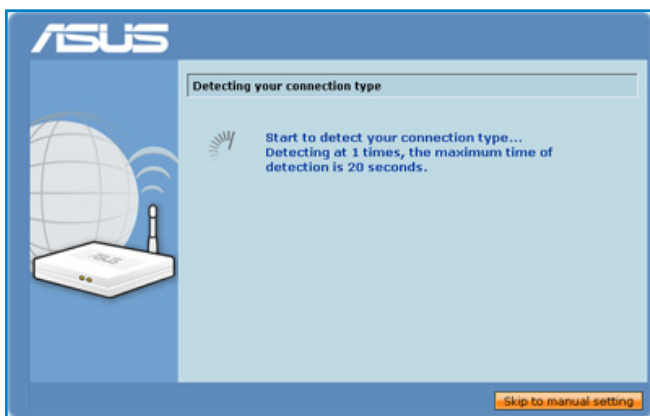 ASUS
Detecting your connection type
Start to detect your connection type...
Detecting at 1 times, the maximum time of
detection is 20 seconds.
ASUS
Skip to manual setting